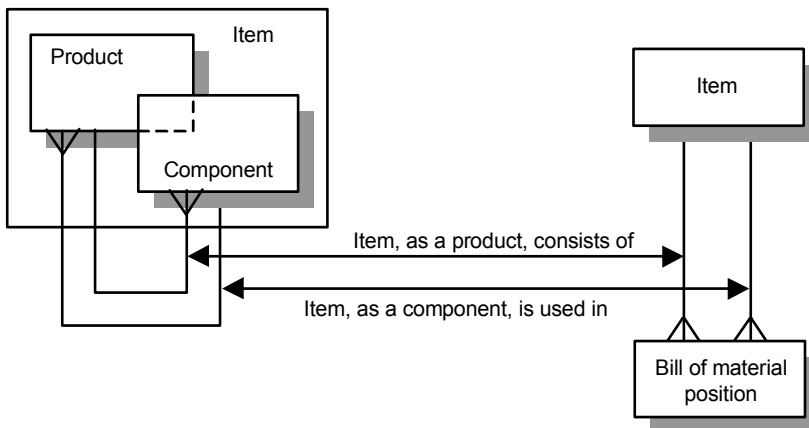 Item
Product
Item
Component
Item, as a product, consists of
Item, as a component, is used in
Bill of material
position